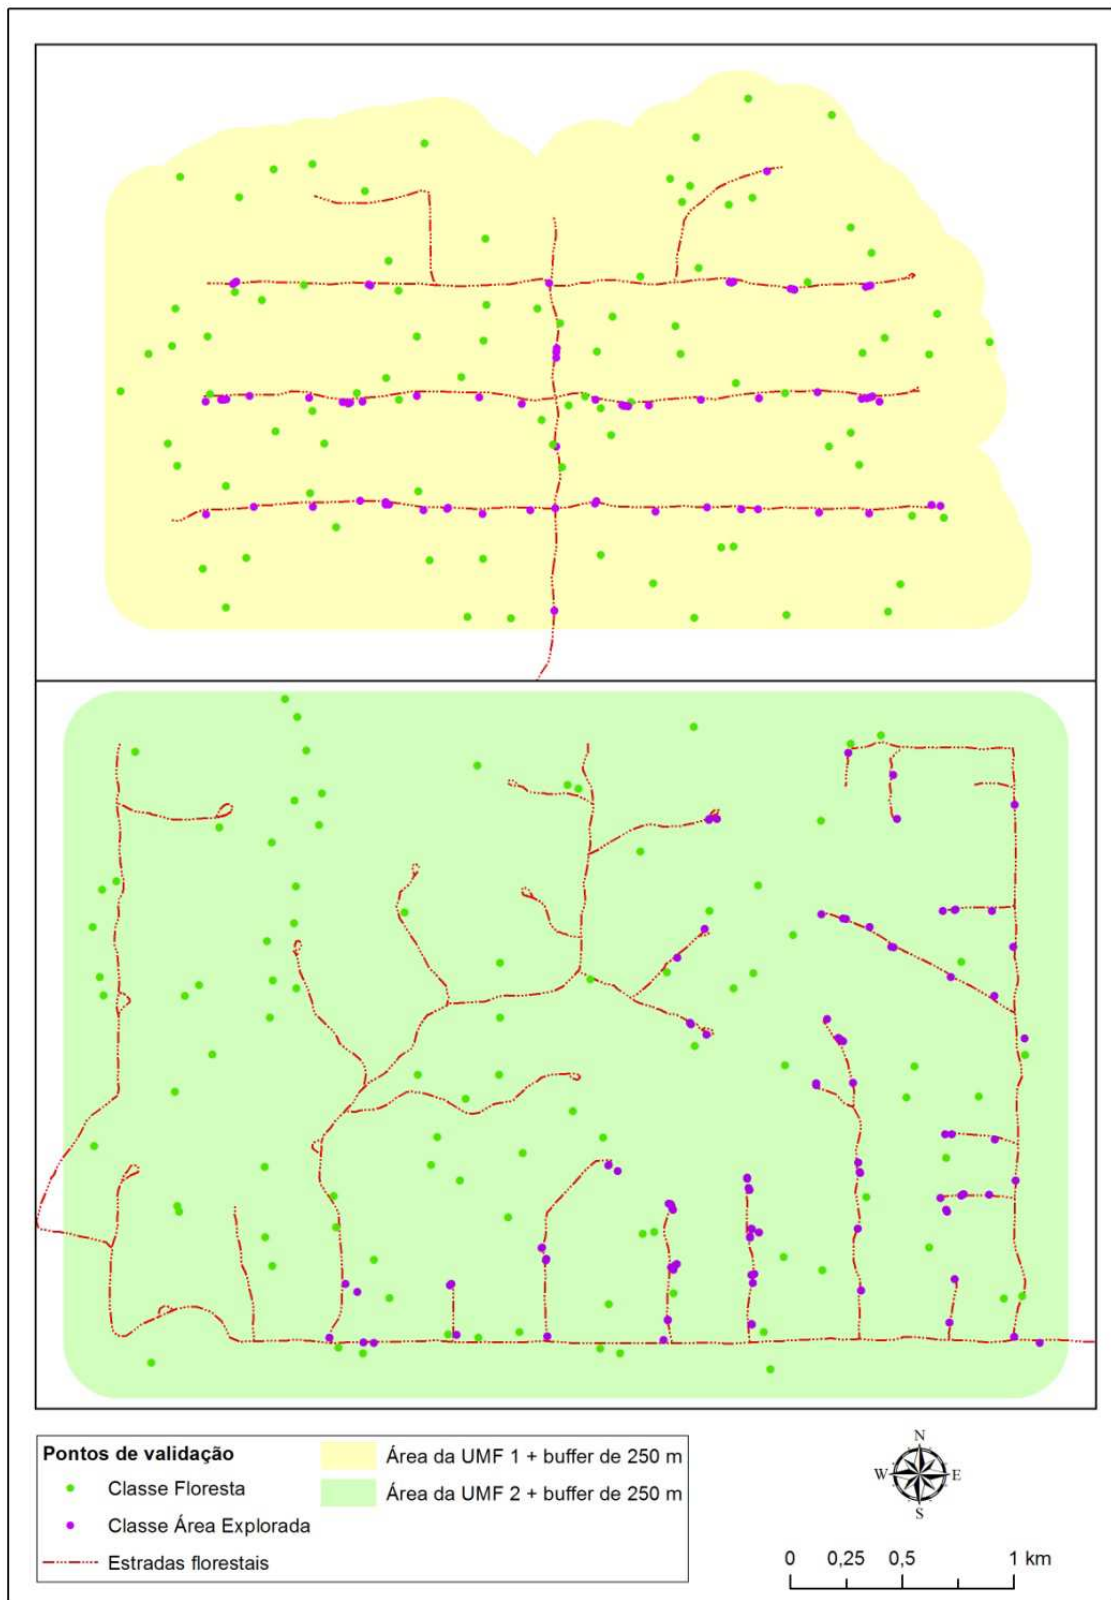 Pontos de validação
Classe Floresta
Classe Área Explorada
Estradas florestais
Área da UMF 1 + buffer de 250 m
Área da UMF 2 + buffer de 250 m
N
W E
S
0 0,25 0,5 1 km